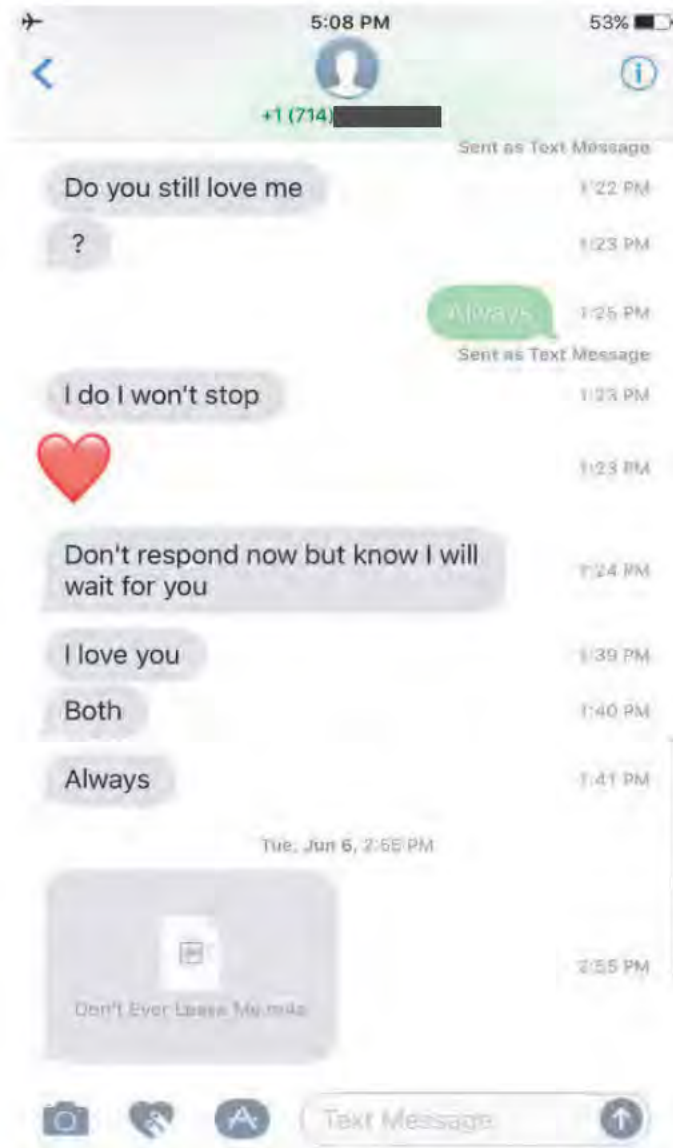 5:08 PM 53%
+1 (714)
Sent as Text Message
Do you still love me 1:22 PM
? 1:23 PM
Always 1:25 PM
Sent as Text Message
I do I won't stop 1:23 PM
1:23 PM
Don't respond now but know I will
wait for you 1:24 PM
I love you 1:39 PM
Both 1:40 PM
Always 1:41 PM
Tue, Jun 6, 2:55 PM
2:55 PM
Don't Ever Leave Me.m4a
Text Message